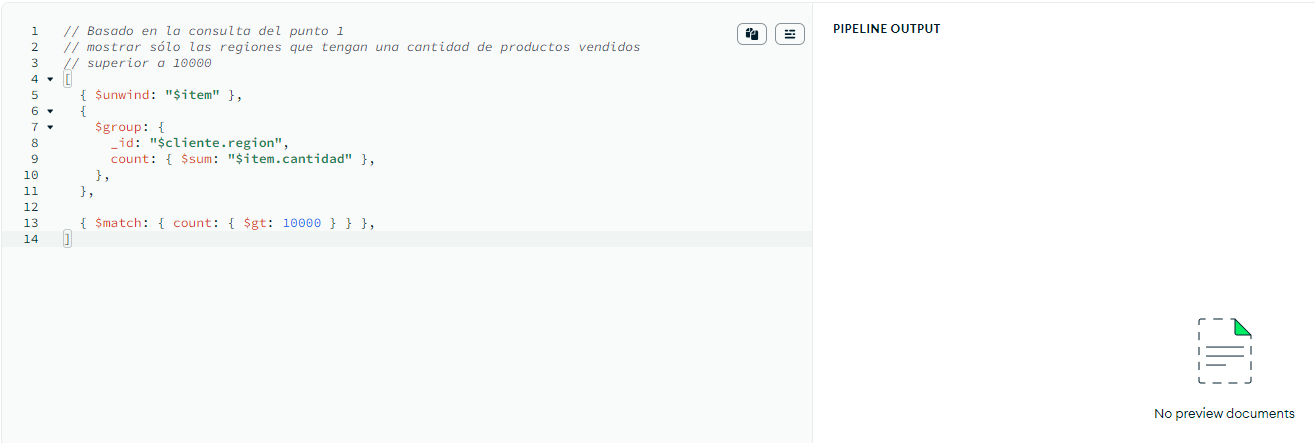 1 // Basado en la consulta del punto 1
2 // mostrar sólo las regiones que tengan una cantidad de productos vendidos
3 // superior a 10000
4 [
5 { $unwind: "$item" },
6 {
7 $group: {
8 _id: "$cliente.region",
9 count: { $sum: "$item.cantidad" },
10 },
11 },
12
13 { $match: { count: { $gt: 10000 } } },
14 ]
PIPELINE OUTPUT
No preview documents